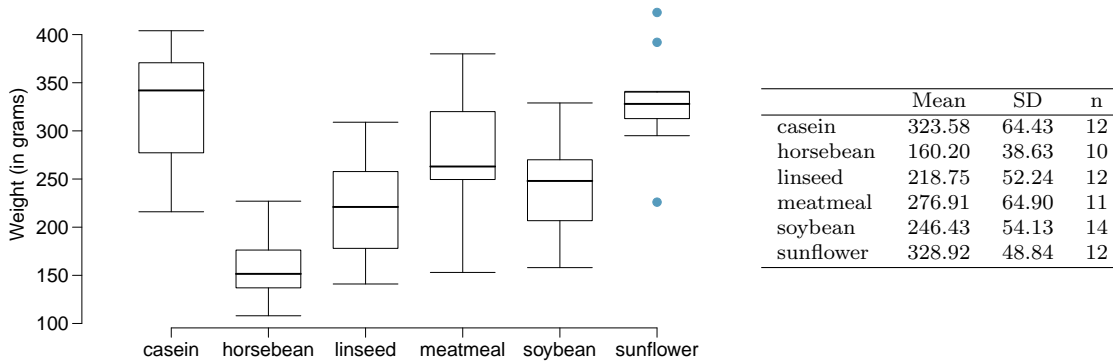 Weight (in grams)
400
350
300
250
200
150
100
casein horsebean linseed meatmeal soybean sunflower
Mean SD n
casein 323.58 64.43 12
horsebean 160.20 38.63 10
linseed 218.75 52.24 12
meatmeal 276.91 64.90 11
soybean 246.43 54.13 14
sunflower 328.92 48.84 12